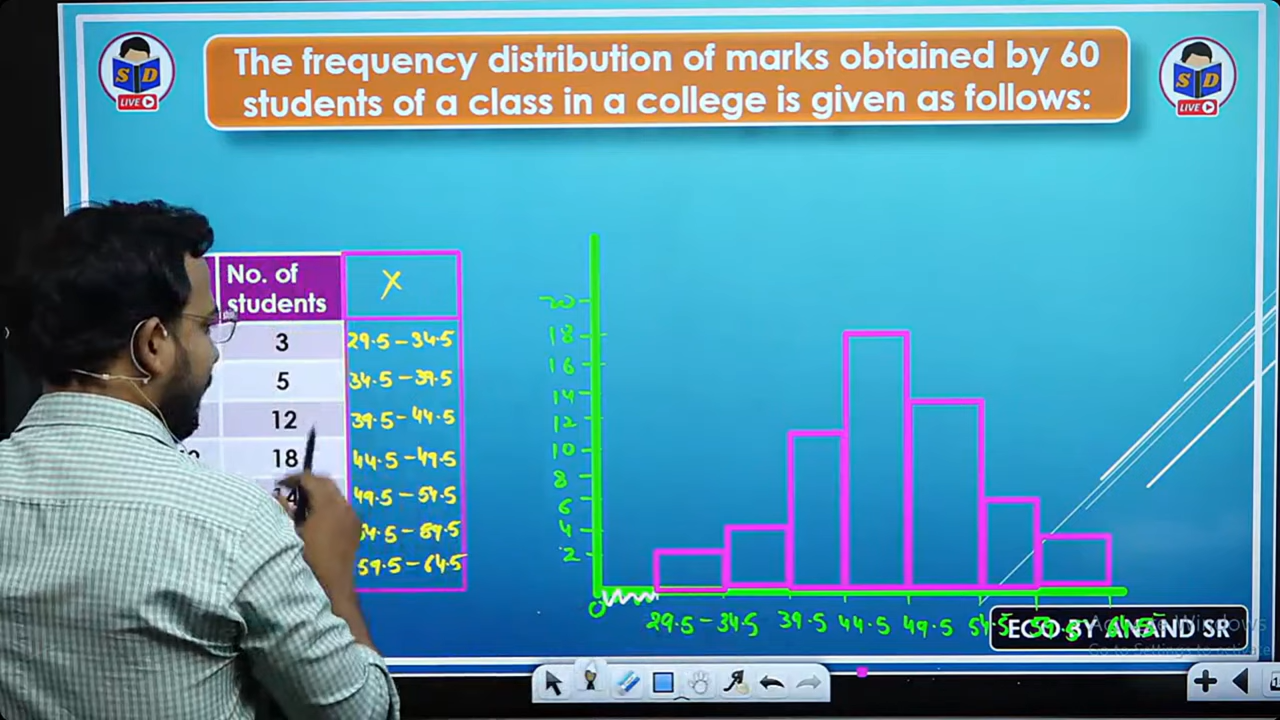 The frequency distribution of marks obtained by 60
students of a class in a college is given as follows:
S D
LIVE
S D
LIVE
No. of
students
X
3
29.5-34.5
5
34.5-39.5
12
39.5-44.5
18
44.5-49.5
14
49.5-54.5
59.5-64.5
20
18
16
14
12
10
8
6
4
2
0
29.5-34.5 39.5 44.5 49.5 54.5
ECO BY ANAND SR